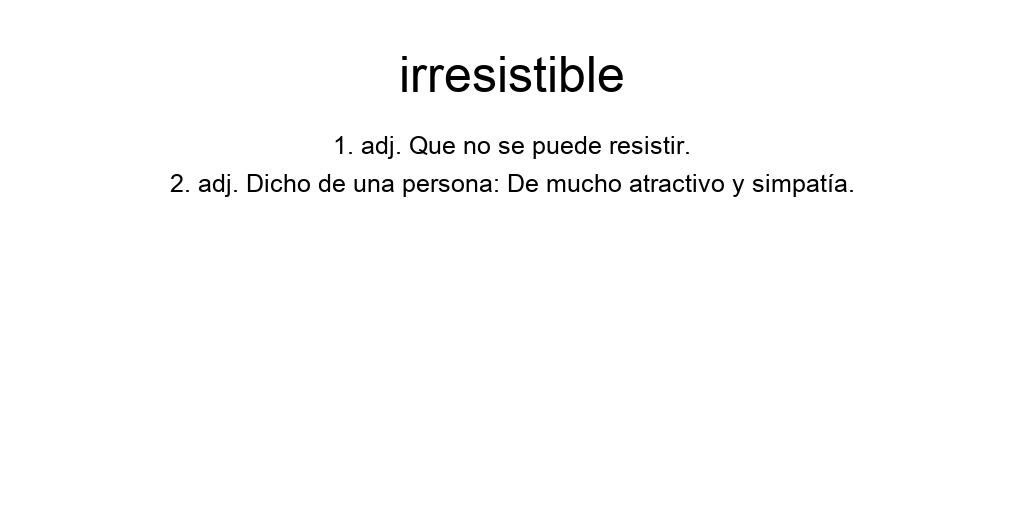 irresistible
1. adj. Que no se puede resistir.
2. adj. Dicho de una persona: De mucho atractivo y simpatía.